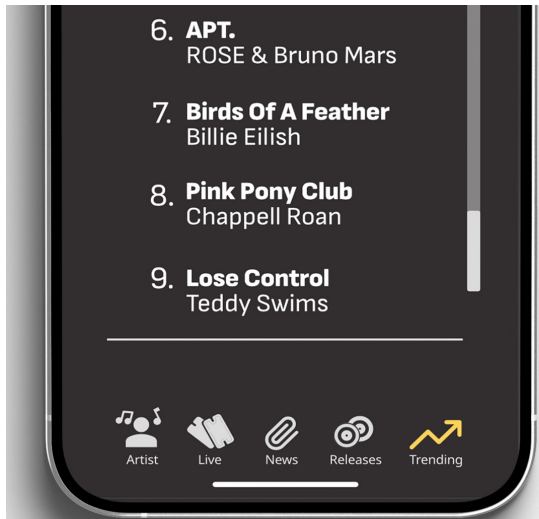 6. APT.
ROSE & Bruno Mars
7. Birds Of A Feather
Billie Eilish
8. Pink Pony Club
Chappell Roan
9. Lose Control
Teddy Swims
Artist
Live
News
Releases
Trending